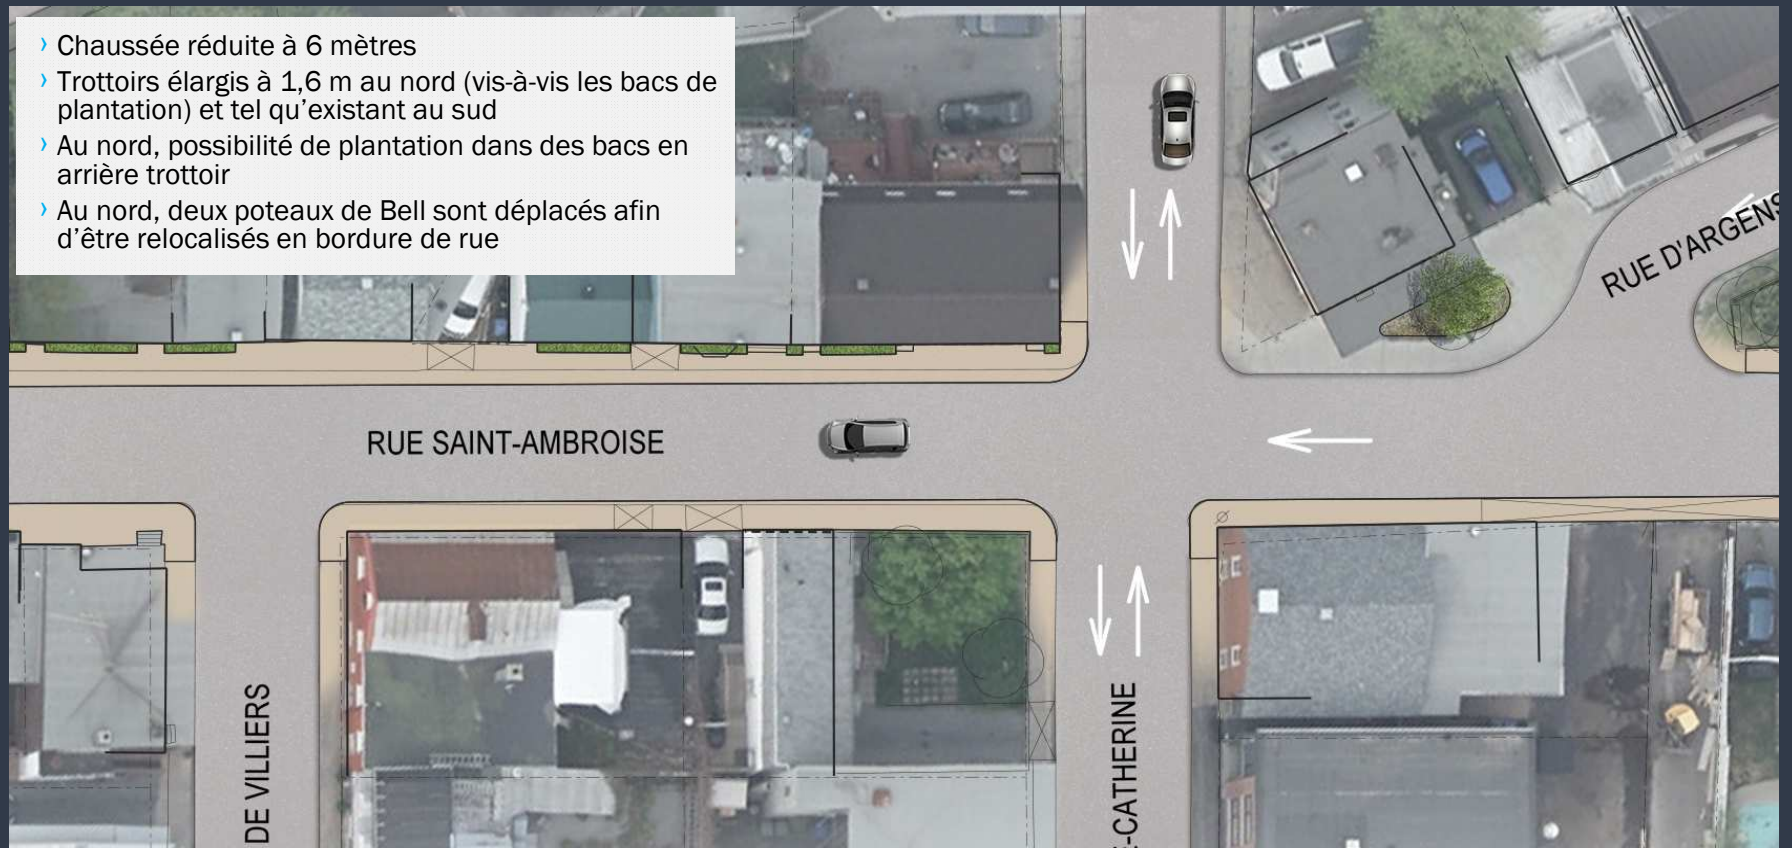 › Chaussée réduite à 6 mètres
› Trottoirs élargis à 1,6 m au nord (vis-à-vis les bacs de
plantation) et tel qu'existant au sud
› Au nord, possibilité de plantation dans des bacs en
arrière trottoir
› Au nord, deux poteaux de Bell sont déplacés afin
d'être relocalisés en bordure de rue
RUE D'ARGENS
RUE SAINT-AMBROISE
DE VILLIERS
-CATHERINE